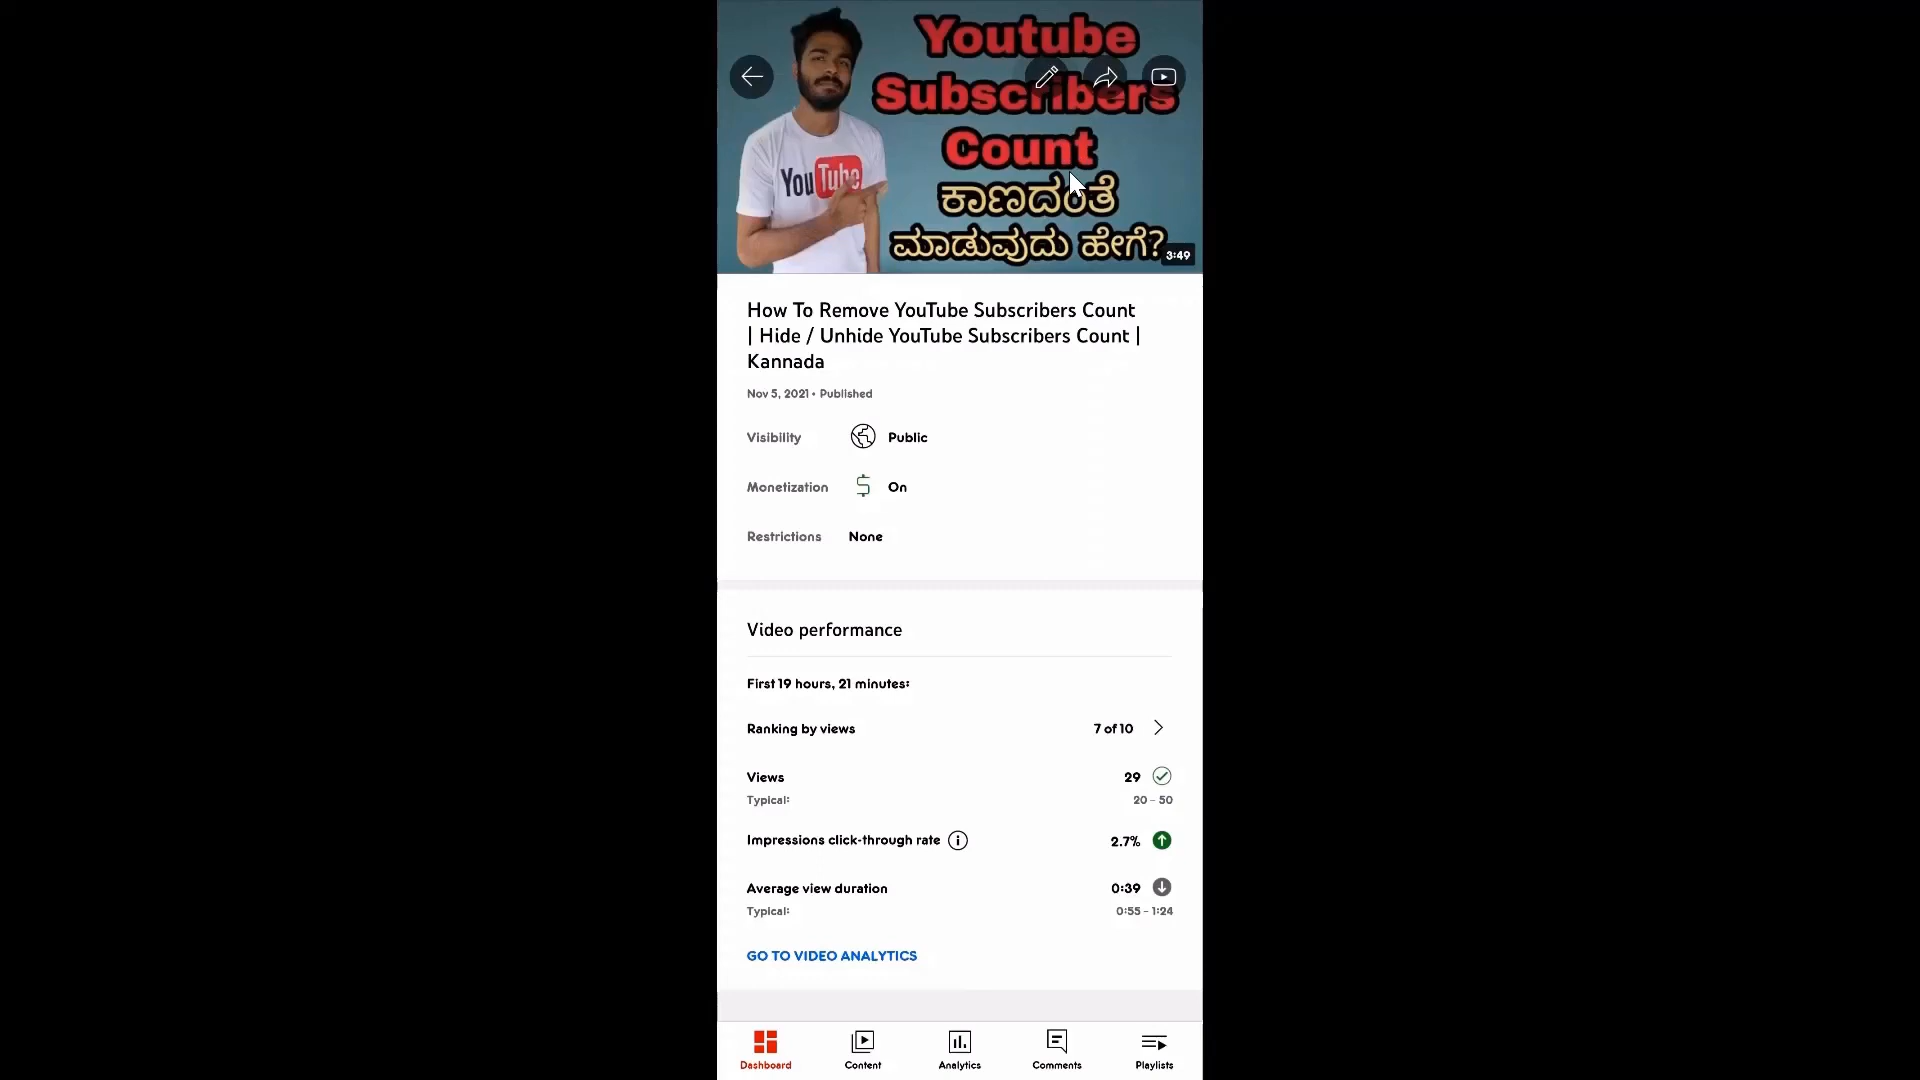 Youtube
Subscribers
Count
ಕಾಣದಂತೆ
ಮಾಡುವುದು ಹೇಗೆ?
YouTube
3:49
How To Remove YouTube Subscribers Count
| Hide / Unhide YouTube Subscribers Count |
Kannada
Nov 5, 2021 • Published
Visibility Public
Monetization On
Restrictions None
Video performance
First 19 hours, 21 minutes:
Ranking by views 7 of 10
Views 29
Typical: 20 – 50
Impressions click-through rate 2.7%
Average view duration 0:39
Typical: 0:55 – 1:24
GO TO VIDEO ANALYTICS
Dashboard Content Analytics Comments Playlists